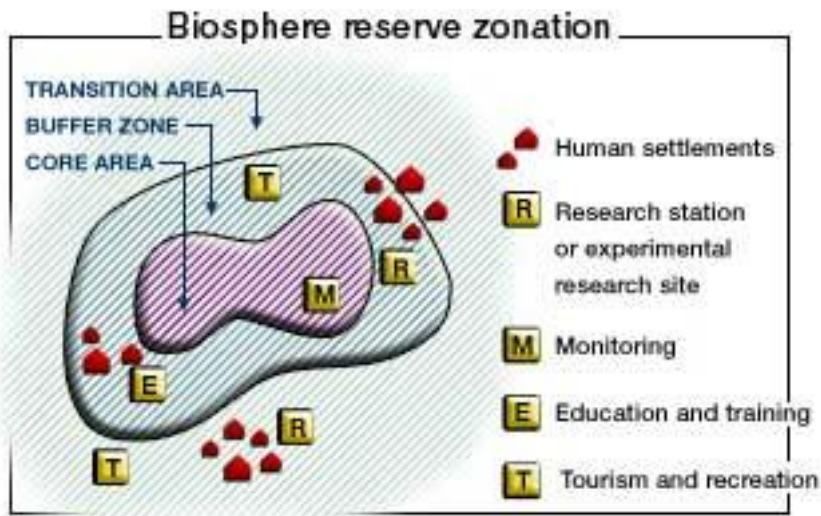 Biosphere reserve zonation
TRANSITION AREA
BUFFER ZONE
CORE AREA
T
R
M
E
R
T
Human settlements
R
Research station
or experimental
research site
M
Monitoring
E
Education and training
T
Tourism and recreation